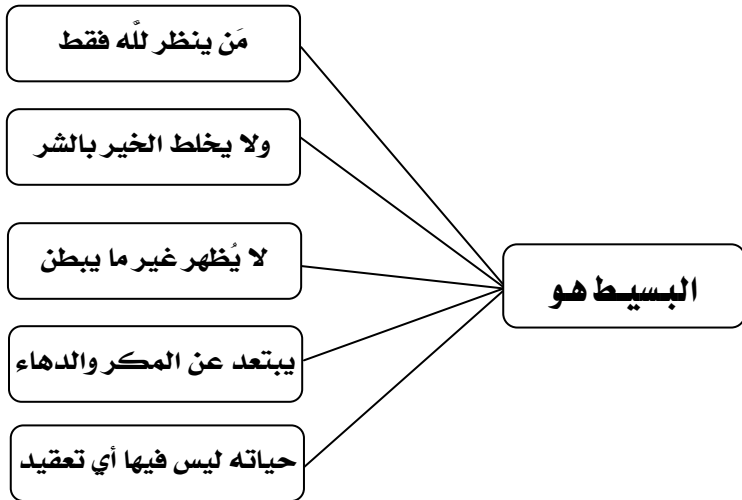 البسيط هو
مَن ينظر لله فقط
ولا يخلط الخير بالشر
لا يُظهر غير ما يبطن
يبتعد عن المكر والدهاء
حياته ليس فيها أي تعقيد